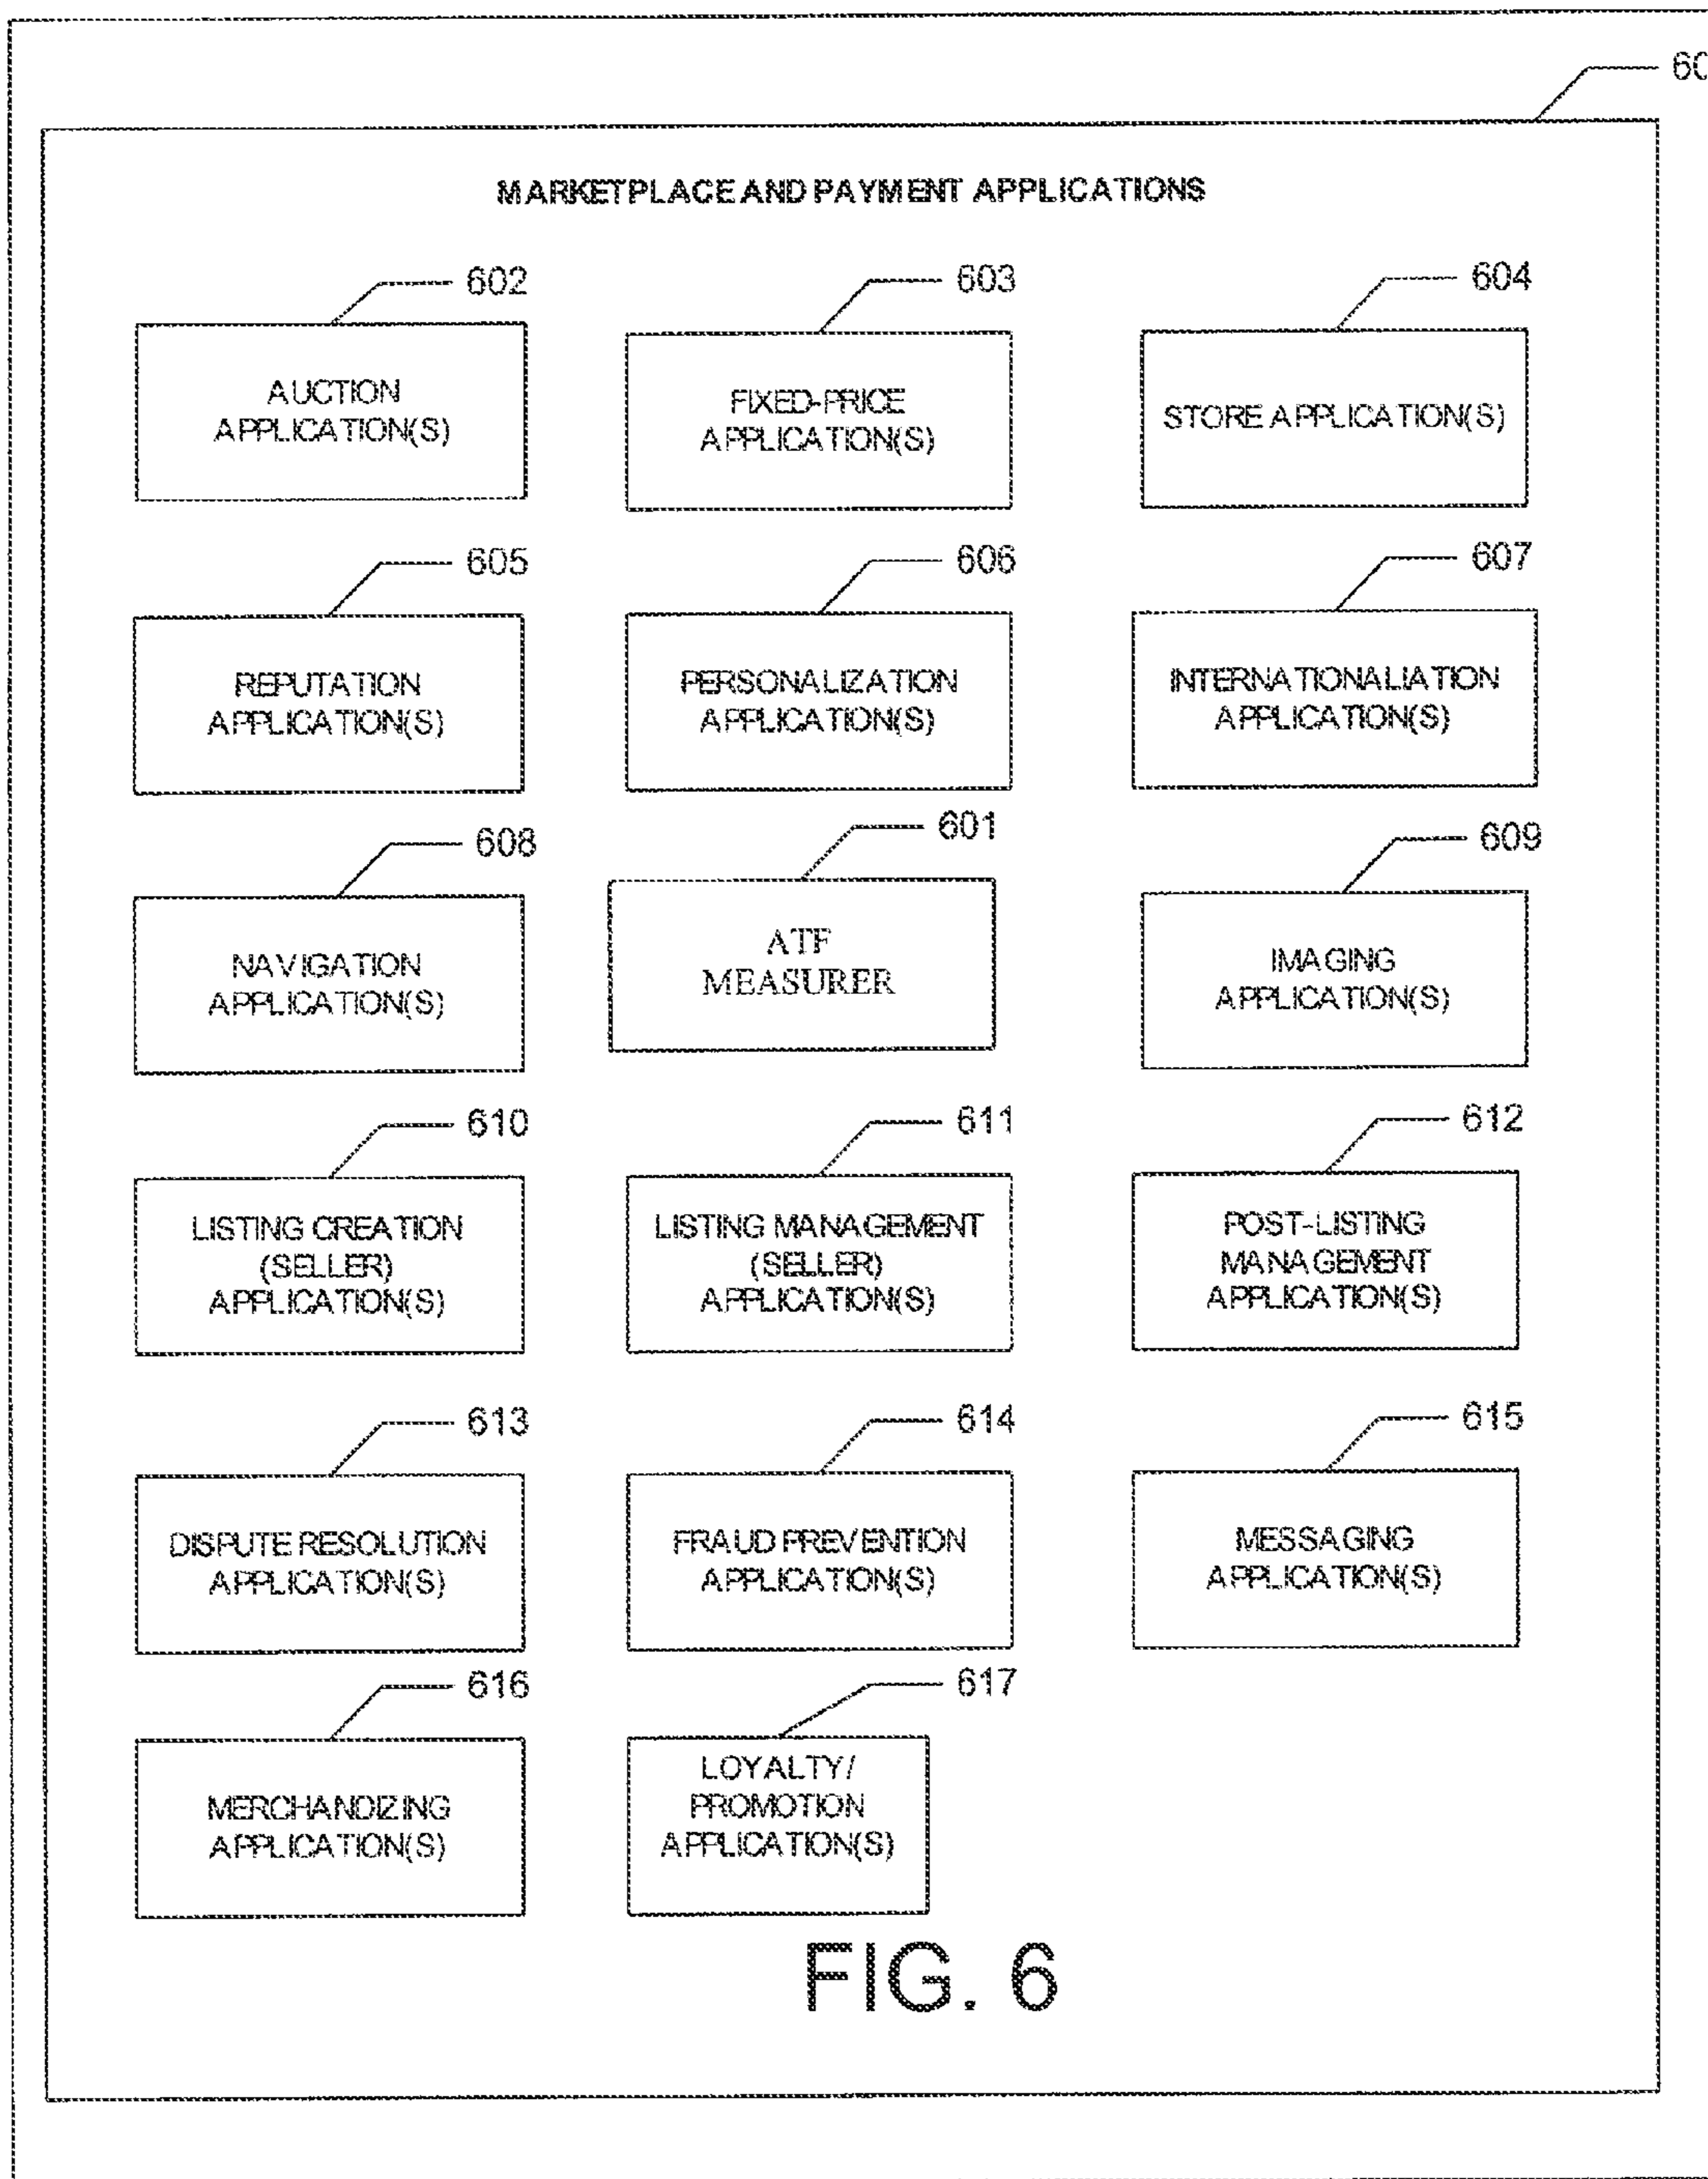 60
MARKETPLACE AND PAYMENT APPLICATIONS
602
603
604
AUCTION
APPLICATION(S)
FIXED-PRICE
APPLICATION(S)
STORE APPLICATION(S)
605
606
607
REPUTATION
APPLICATION(S)
PERSONALIZATION
APPLICATION(S)
INTERNATIONALIATION
APPLICATION(S)
608
601
609
NAVIGATION
APPLICATION(S)
ATF
MEASURER
IMAGING
APPLICATION(S)
610
611
612
LISTING CREATION
(SELLER)
APPLICATION(S)
LISTING MANAGEMENT
(SELLER)
APPLICATION(S)
POST-LISTING
MANAGEMENT
APPLICATION(S)
613
614
615
DISPUTE RESOLUTION
APPLICATION(S)
FRAUD PREVENTION
APPLICATION(S)
MESSAGING
APPLICATION(S)
616
617
MERCHANDIZING
APPLICATION(S)
LOYALTY/
PROMOTION
APPLICATION(S)
FIG. 6